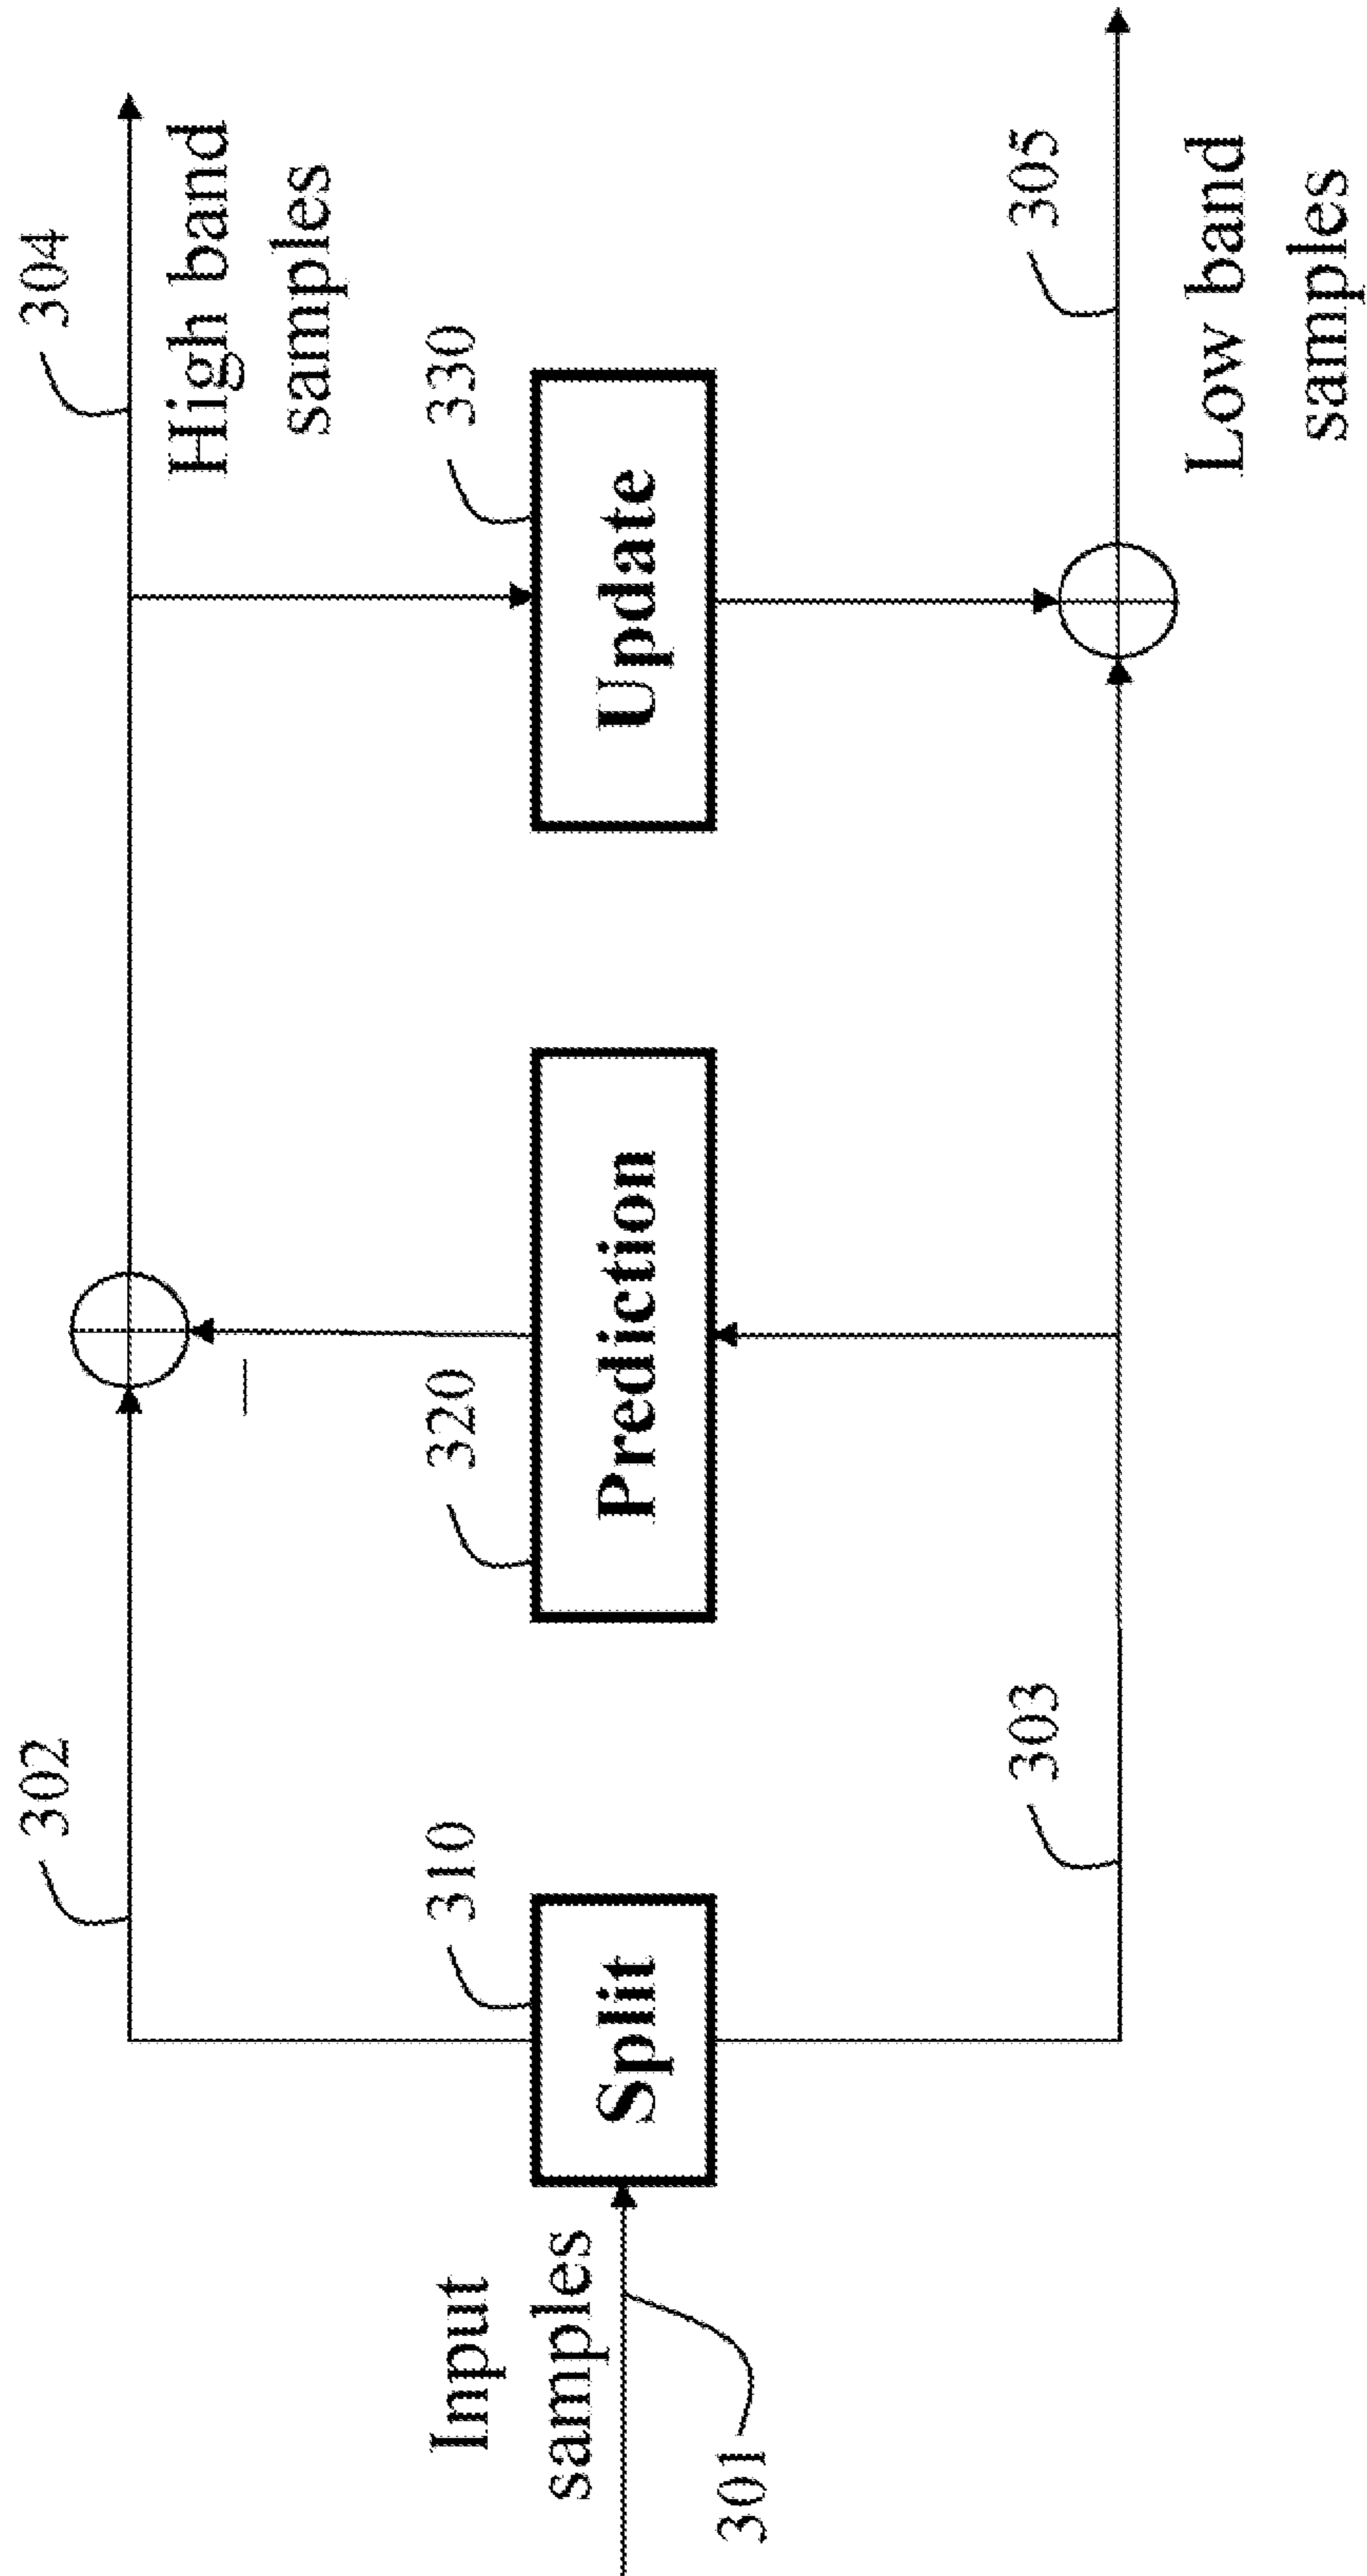 302
304
High band
samples
Input
samples
310
320
330
Split
Prediction
Update
−
301
303
305
Low band
samples